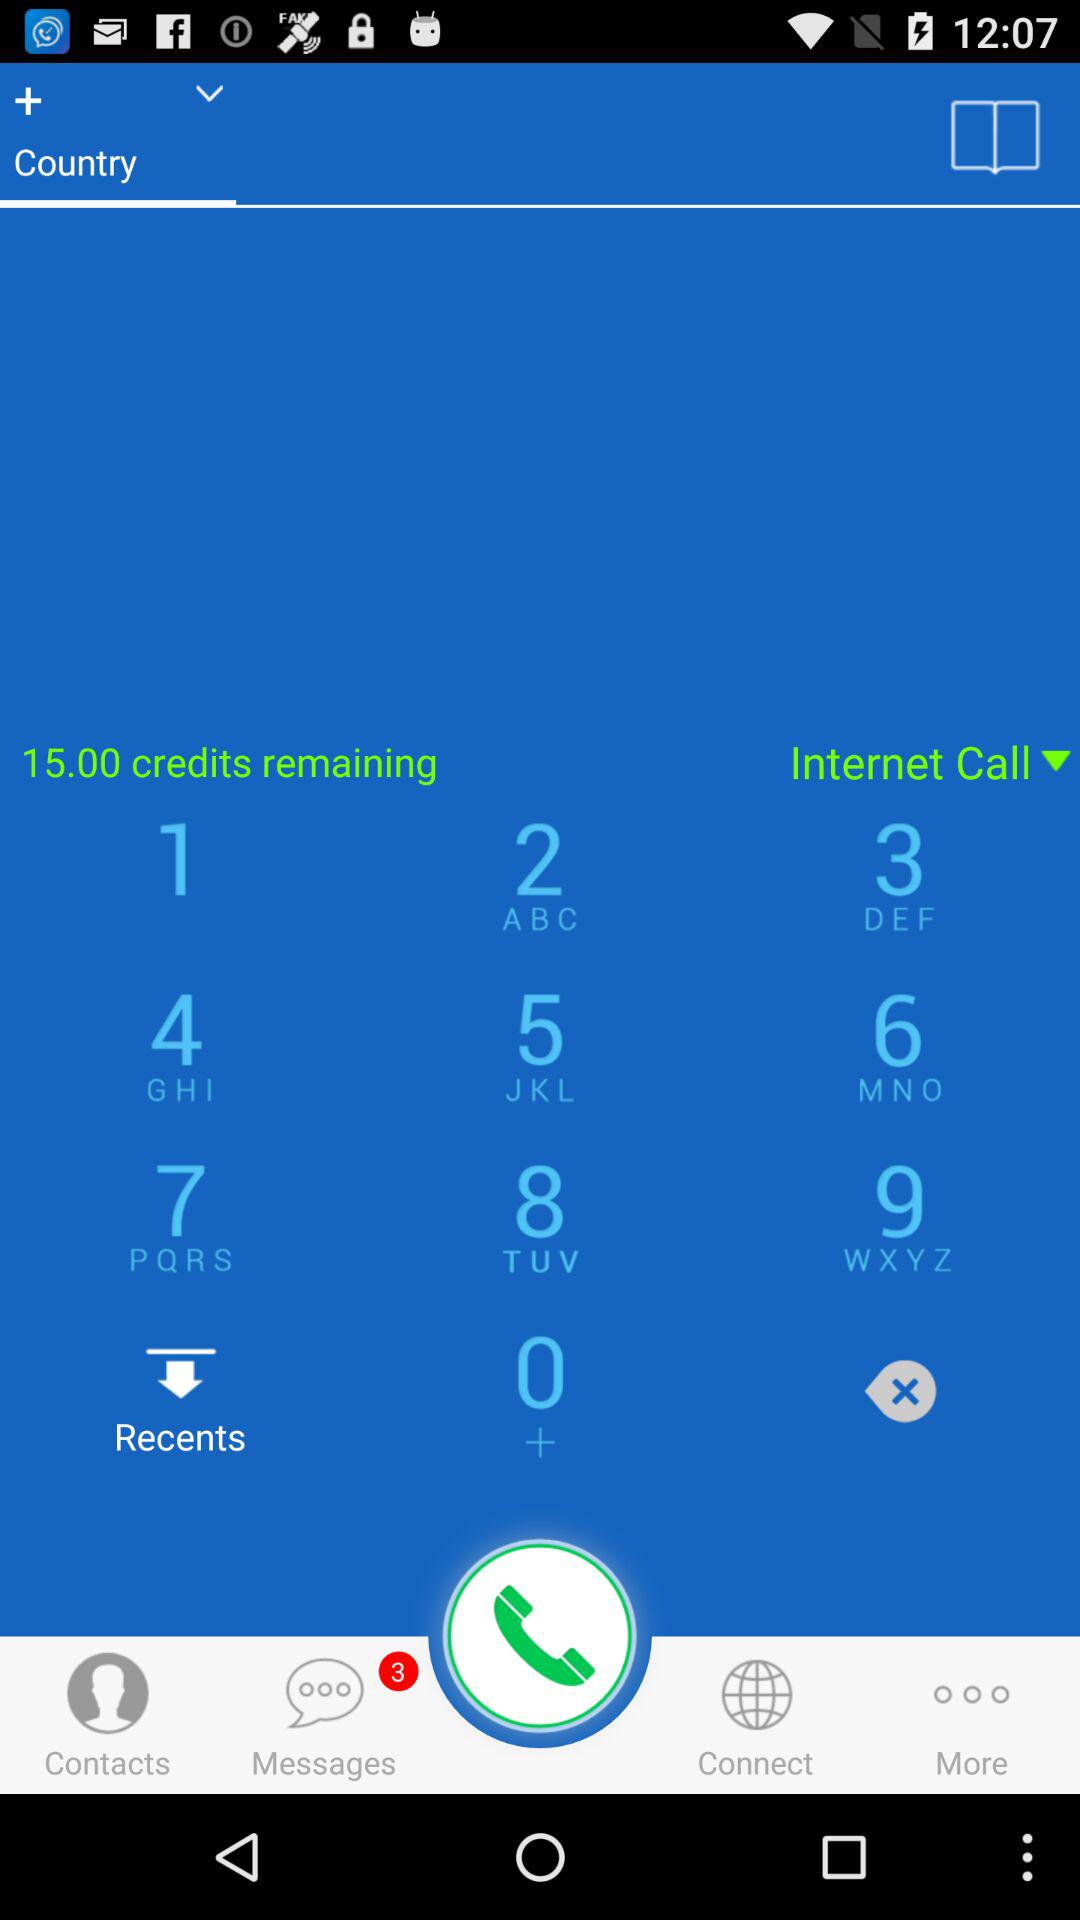 FAKE
12:07
+
Country
15.00 credits remaining
Internet Call
1 2 3
ABC DEF
4 5 6
GHI JKL MNO
7 8 9
PQRS TUV WXYZ
0
+
Recents
3
Contacts Messages Connect More